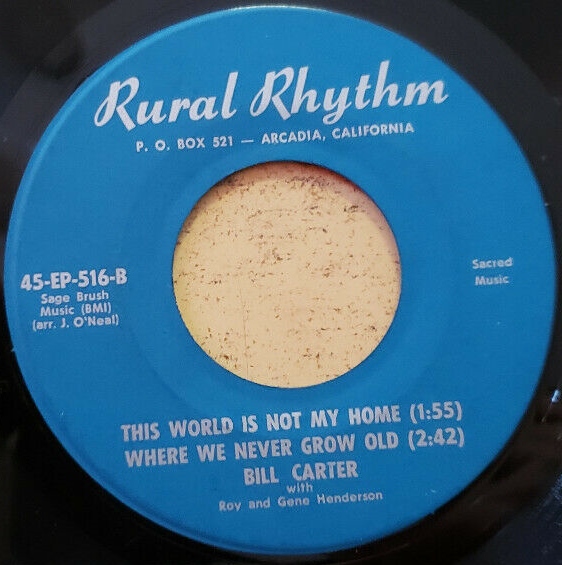 Rural Rhythm
P. O. BOX 521 — ARCADIA, CALIFORNIA
45-EP-516-B
Sage Brush
Music (BMI)
(arr. J. O'Neal)
Sacred
Music
THIS WORLD IS NOT MY HOME (1:55)
WHERE WE NEVER GROW OLD (2:42)
BILL CARTER
with
Roy and Gene Henderson